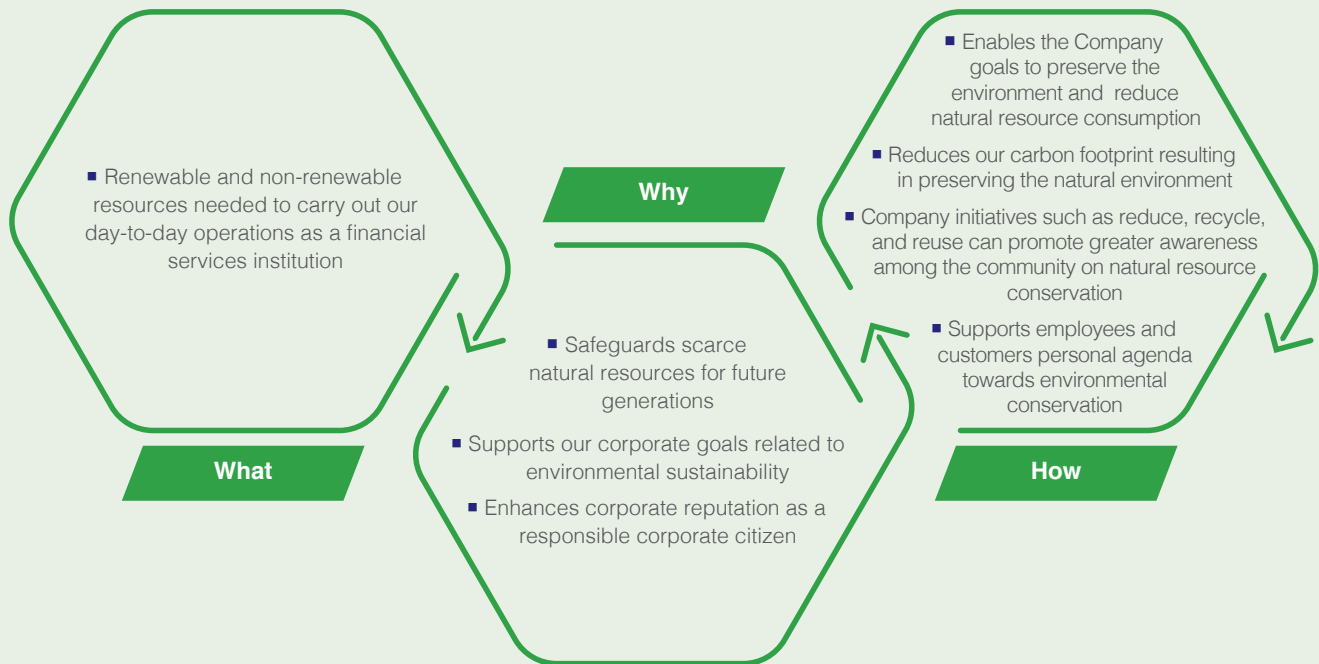 ■ Renewable and non-renewable
resources needed to carry out our
day-to-day operations as a financial
services institution
What
Why
■ Safeguards scarce
natural resources for future
generations
■ Supports our corporate goals related to
environmental sustainability
■ Enhances corporate reputation as a
responsible corporate citizen
■ Enables the Company
goals to preserve the
environment and reduce
natural resource consumption
■ Reduces our carbon footprint resulting
in preserving the natural environment
■ Company initiatives such as reduce, recycle,
and reuse can promote greater awareness
among the community on natural resource
conservation
■ Supports employees and
customers personal agenda
towards environmental
conservation
How